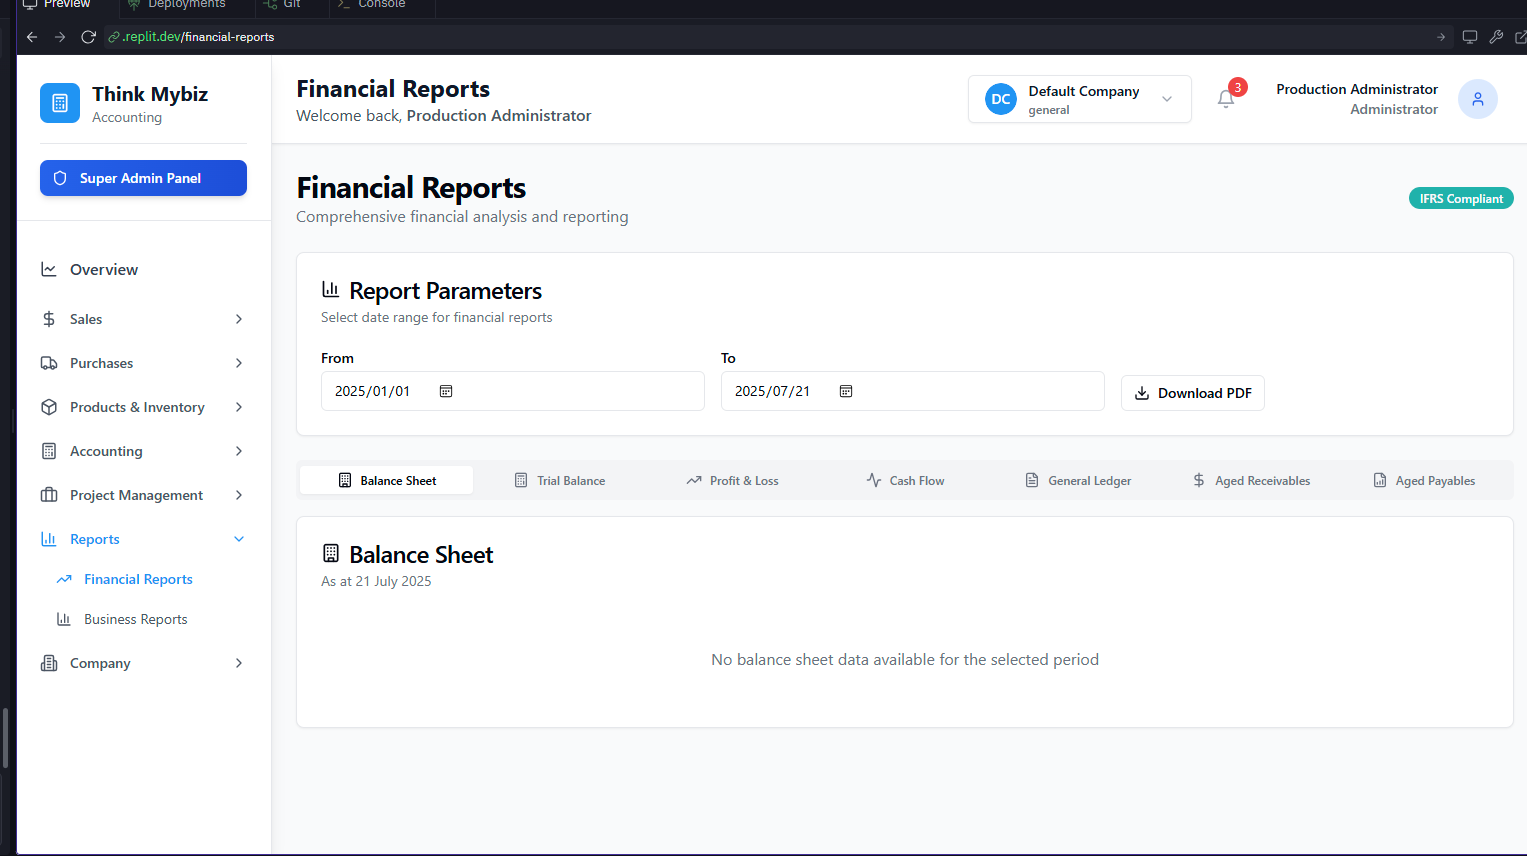 Preview
Deployments
Git
Console
.replit.dev/financial-reports
Think Mybiz
Accounting
Super Admin Panel
Overview
Sales
Purchases
Products & Inventory
Accounting
Project Management
Reports
Financial Reports
Business Reports
Company
Financial Reports
Welcome back, Production Administrator
DC
Default Company
general
3
Production Administrator
Administrator
Financial Reports
Comprehensive financial analysis and reporting
IFRS Compliant
Report Parameters
Select date range for financial reports
From
2025/01/01
To
2025/07/21
Download PDF
Balance Sheet
Trial Balance
Profit & Loss
Cash Flow
General Ledger
Aged Receivables
Aged Payables
Balance Sheet
As at 21 July 2025
No balance sheet data available for the selected period